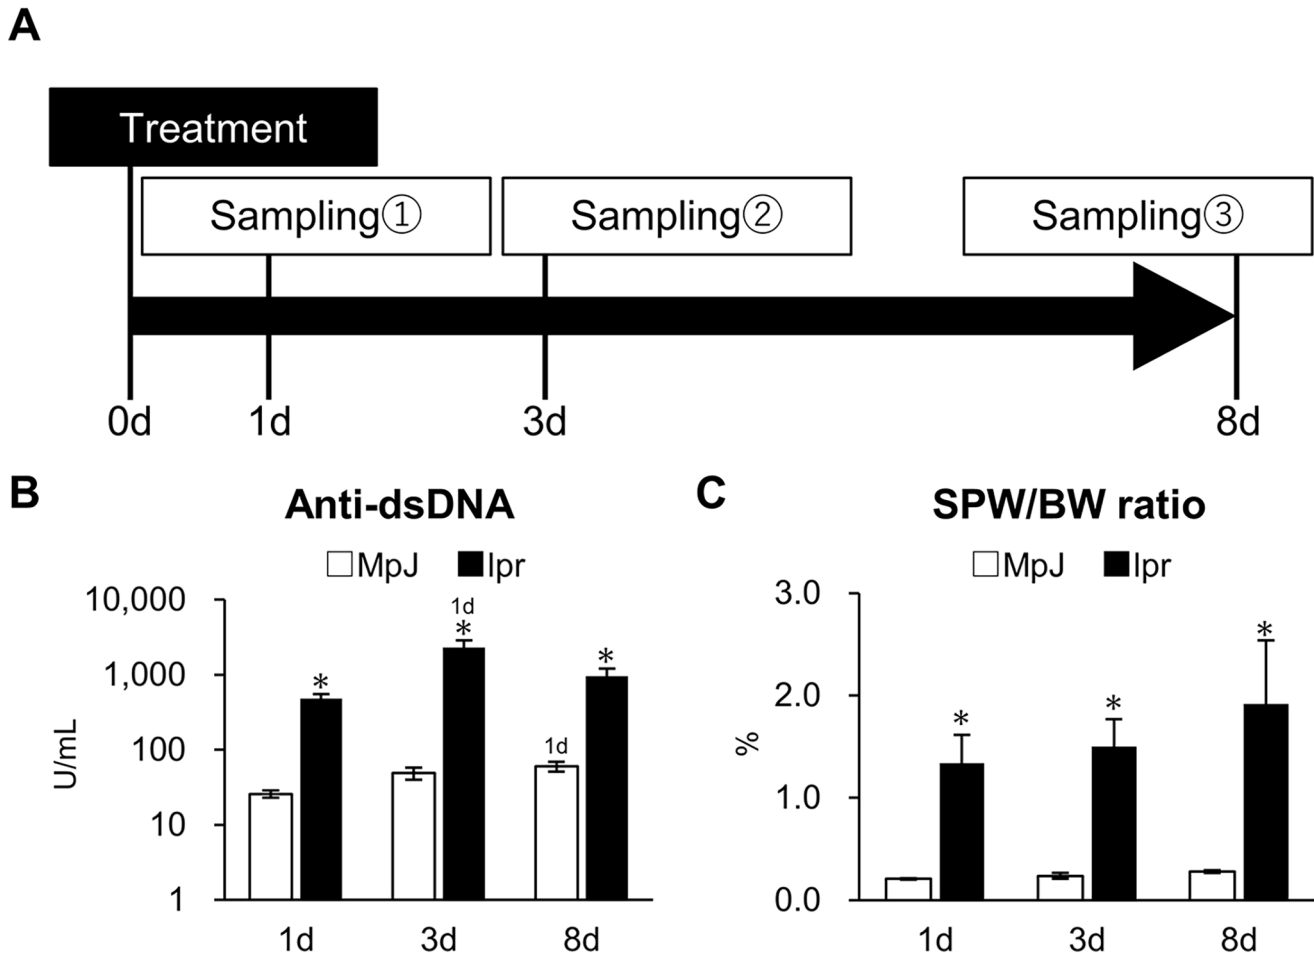 A
Treatment
Sampling① Sampling② Sampling③
0d 1d 3d 8d
B
Anti-dsDNA
MpJ lpr
U/mL
10,000
1,000
100
10
1
*
1d
*
1d
*
1d 3d 8d
C
SPW/BW ratio
MpJ lpr
%
3.0
2.0
1.0
0.0
*
*
*
1d 3d 8d